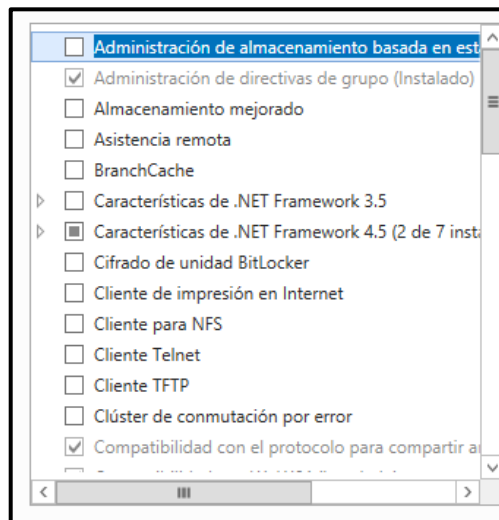 Administración de almacenamiento basada en est
Administración de directivas de grupo (Instalado)
Almacenamiento mejorado
Asistencia remota
BranchCache
Características de .NET Framework 3.5
Características de .NET Framework 4.5 (2 de 7 insta
Cifrado de unidad BitLocker
Cliente de impresión en Internet
Cliente para NFS
Cliente Telnet
Cliente TFTP
Clúster de conmutación por error
Compatibilidad con el protocolo para compartir a